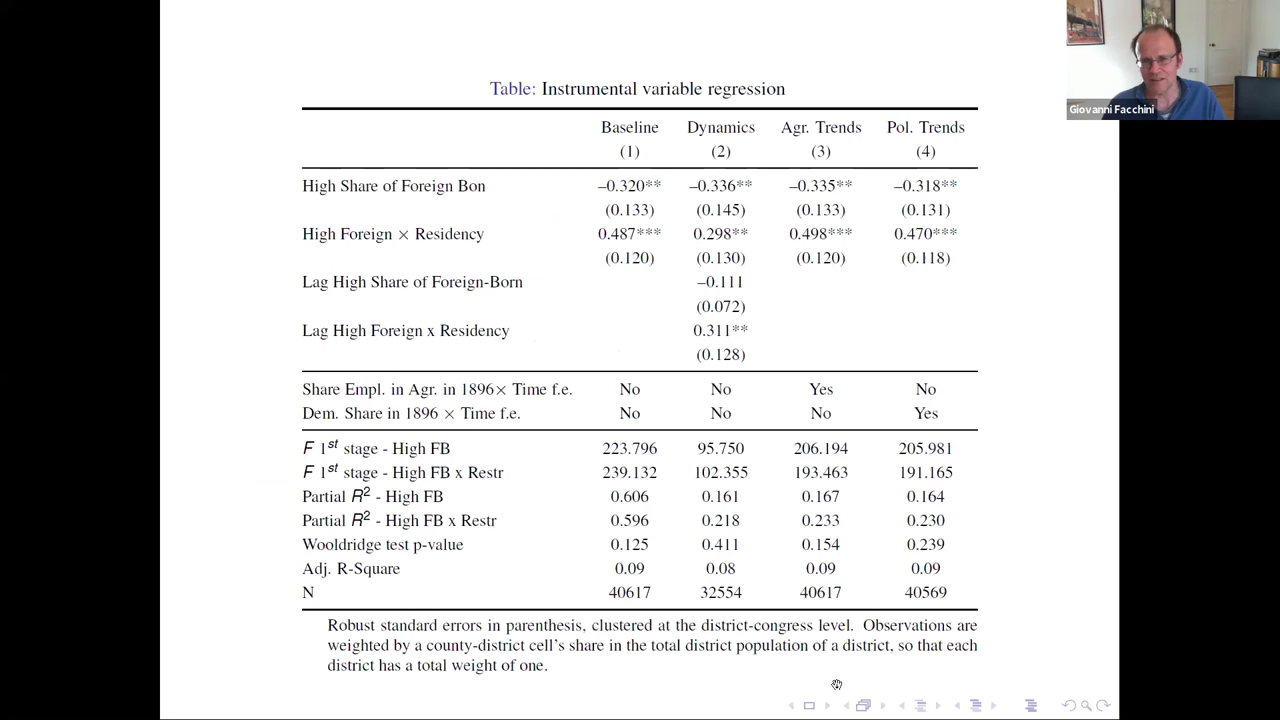 Giovanni Facchini
Table: Instrumental variable regression
Baseline Dynamics Agr. Trends Pol. Trends
(1) (2) (3) (4)
High Share of Foreign Bon –0.320** –0.336** –0.335** –0.318**
(0.133) (0.145) (0.133) (0.131)
High Foreign × Residency 0.487*** 0.298** 0.498*** 0.470***
(0.120) (0.130) (0.120) (0.118)
Lag High Share of Foreign-Born –0.111
(0.072)
Lag High Foreign x Residency 0.311**
(0.128)
Share Empl. in Agr. in 1896× Time f.e. No No Yes No
Dem. Share in 1896 × Time f.e. No No No Yes
F 1st stage - High FB 223.796 95.750 206.194 205.981
F 1st stage - High FB x Restr 239.132 102.355 193.463 191.165
Partial R2 - High FB 0.606 0.161 0.167 0.164
Partial R2 - High FB x Restr 0.596 0.218 0.233 0.230
Wooldridge test p-value 0.125 0.411 0.154 0.239
Adj. R-Square 0.09 0.08 0.09 0.09
N 40617 32554 40617 40569
Robust standard errors in parenthesis, clustered at the district-congress level. Observations are
weighted by a county-district cell's share in the total district population of a district, so that each
district has a total weight of one.